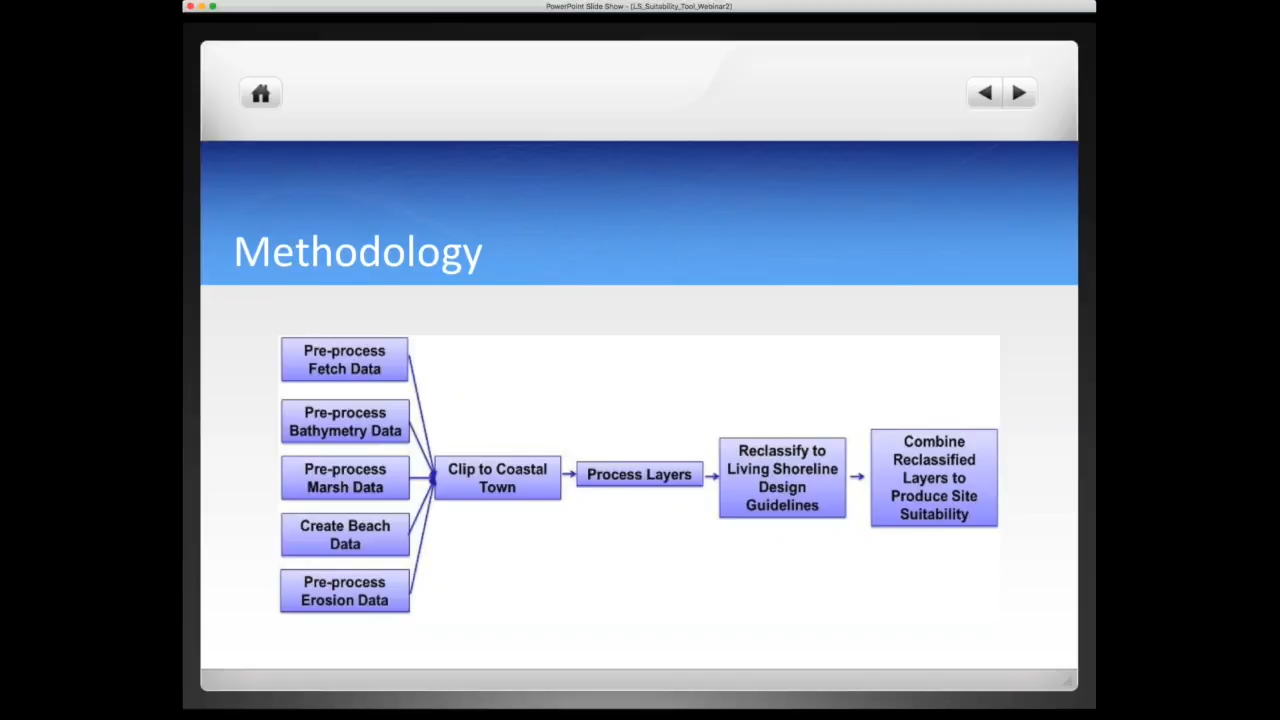 PowerPoint Slide Show - [LS_Suitability_Tool_Webinar2]
Methodology
Pre-process
Fetch Data
Pre-process
Bathymetry Data
Pre-process
Marsh Data
Create Beach
Data
Pre-process
Erosion Data
Clip to Coastal
Town
Process Layers
Reclassify to
Living Shoreline
Design
Guidelines
Combine
Reclassified
Layers to
Produce Site
Suitability